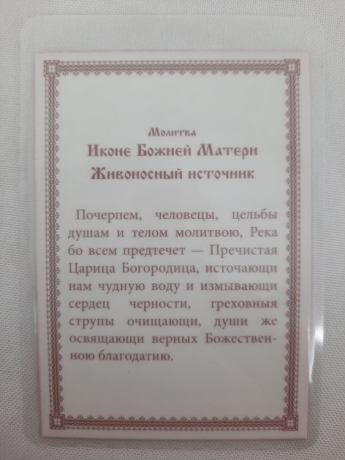 Молитва
Иконе Божией Матери
Живоносный источник
Почерпем, человецы, цельбы
душам и телом молитвою, Река
бо всем предтечет — Пречистая
Царица Богородица, источающи
нам чудную воду и измывающи
сердец черности, греховныя
струпы очищающи, души же
освящающи верных Божествен-
ною благодатию.